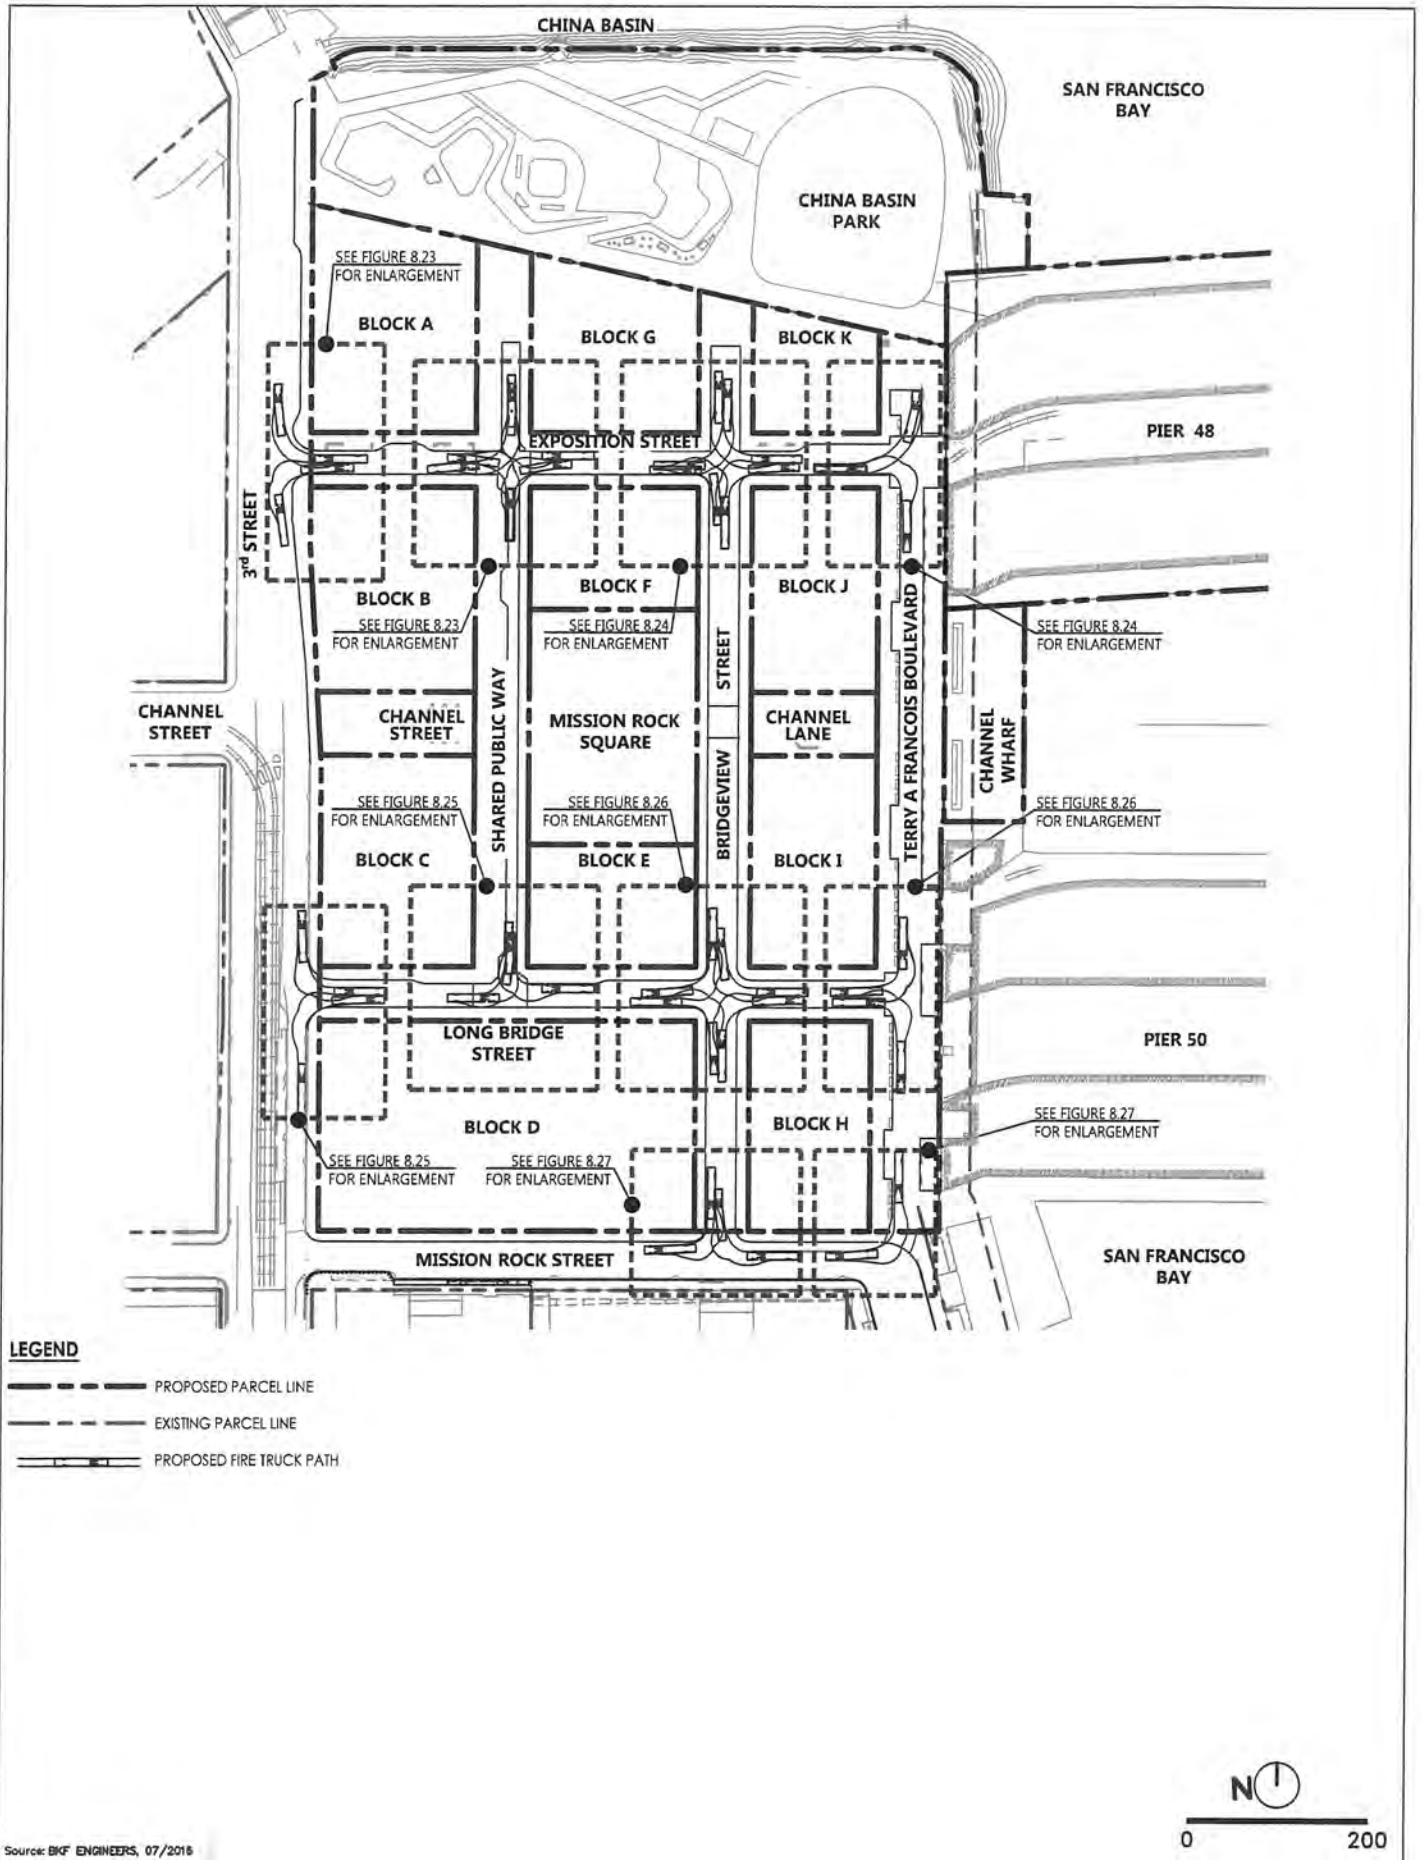 CHINA BASIN
SAN FRANCISCO
BAY
CHINA BASIN
PARK
SEE FIGURE 8.23
FOR ENLARGEMENT
BLOCK A
BLOCK G
BLOCK K
PIER 48
EXPOSITION STREET
3rd STREET
BLOCK B
BLOCK F
BLOCK J
SEE FIGURE 8.23
FOR ENLARGEMENT
SEE FIGURE 8.24
FOR ENLARGEMENT
SEE FIGURE 8.24
FOR ENLARGEMENT
CHANNEL
STREET
CHANNEL
STREET
SHARED PUBLIC WAY
MISSION ROCK
SQUARE
BRIDGEVIEW STREET
CHANNEL
LANE
TERRY A FRANCOIS BOULEVARD
CHANNEL
WHARF
SEE FIGURE 8.25
FOR ENLARGEMENT
SEE FIGURE 8.26
FOR ENLARGEMENT
SEE FIGURE 8.26
FOR ENLARGEMENT
BLOCK C
BLOCK E
BLOCK I
LONG BRIDGE
STREET
PIER 50
BLOCK D
BLOCK H
SEE FIGURE 8.27
FOR ENLARGEMENT
SEE FIGURE 8.25
FOR ENLARGEMENT
SEE FIGURE 8.27
FOR ENLARGEMENT
MISSION ROCK STREET
SAN FRANCISCO
BAY
LEGEND
PROPOSED PARCEL LINE
EXISTING PARCEL LINE
PROPOSED FIRE TRUCK PATH
N
0 200
Source: BKF ENGINEERS,